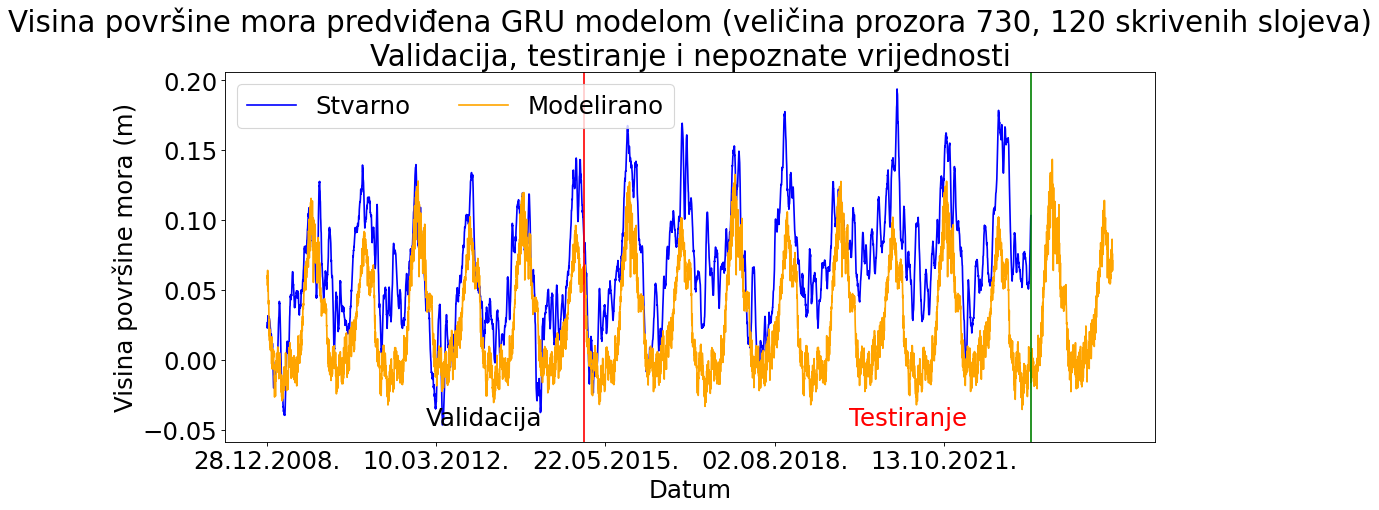 Visina površine mora predviđena GRU modelom (veličina prozora 730, 120 skrivenih slojeva)
Validacija, testiranje i nepoznate vrijednosti
Stvarno
Modelirano
Visina površine mora (m)
0.20
0.15
0.10
0.05
0.00
−0.05
Validacija
Testiranje
28.12.2008.
10.03.2012.
22.05.2015.
02.08.2018.
13.10.2021.
Datum